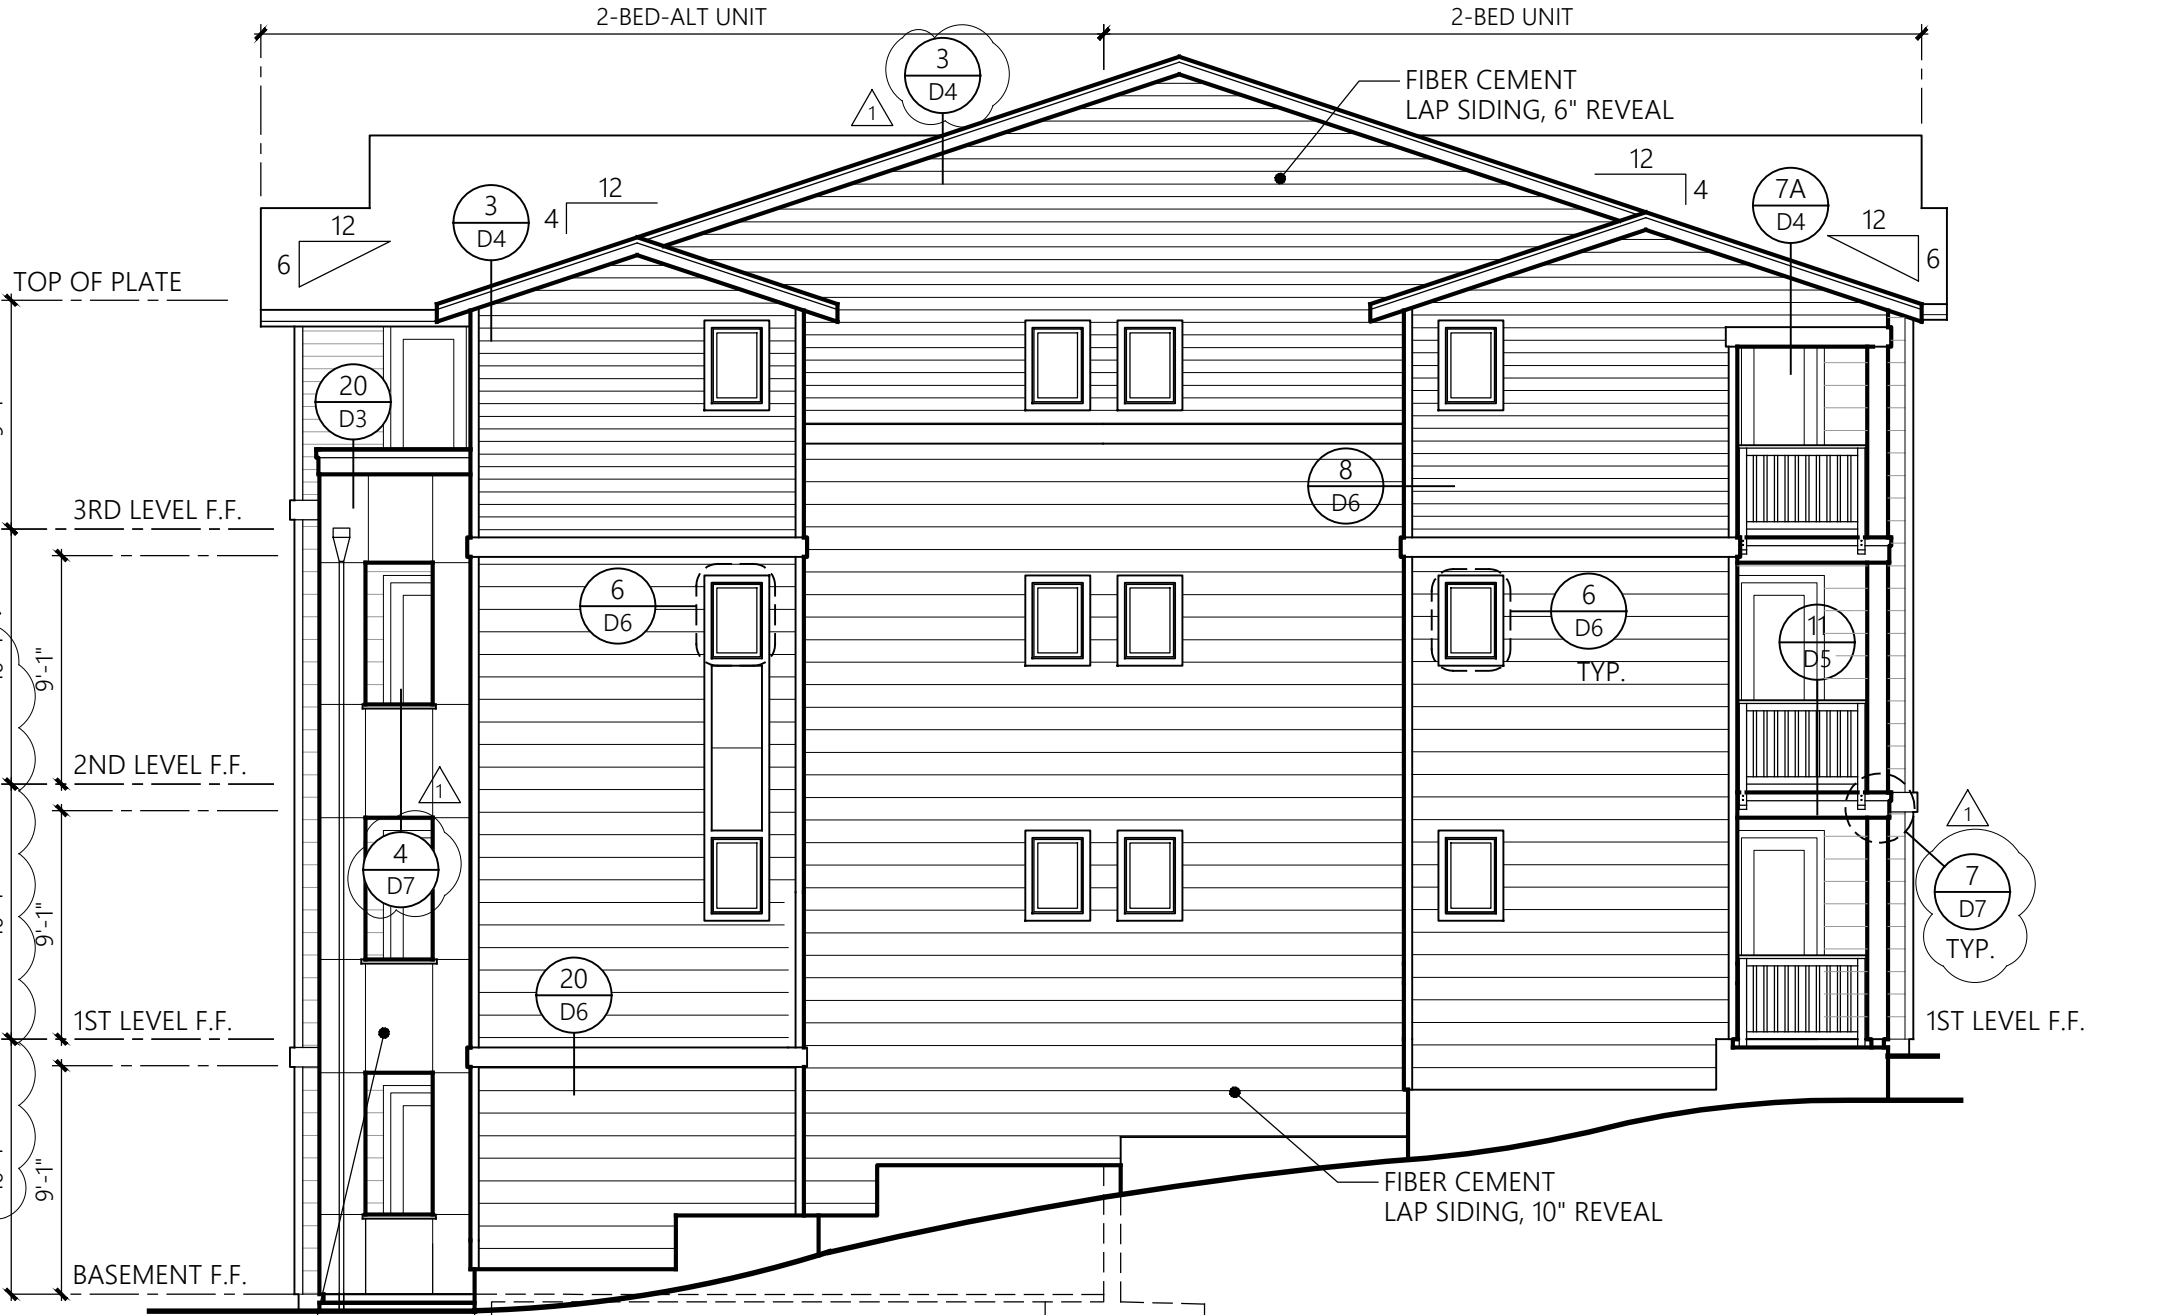 2-BED-ALT UNIT
2-BED UNIT
3
D4
1
FIBER CEMENT
LAP SIDING, 6" REVEAL
12
4
3
D4
12
4
7A
D4
12
6
12
6
TOP OF PLATE
20
D3
3RD LEVEL F.F.
8
D6
6
D6
6
D6
TYP.
11
D5
9'-1"
2ND LEVEL F.F.
1
1
4
D7
7
D7
TYP.
9'-1"
20
D6
1ST LEVEL F.F.
1ST LEVEL F.F.
9'-1"
FIBER CEMENT
LAP SIDING, 10" REVEAL
BASEMENT F.F.